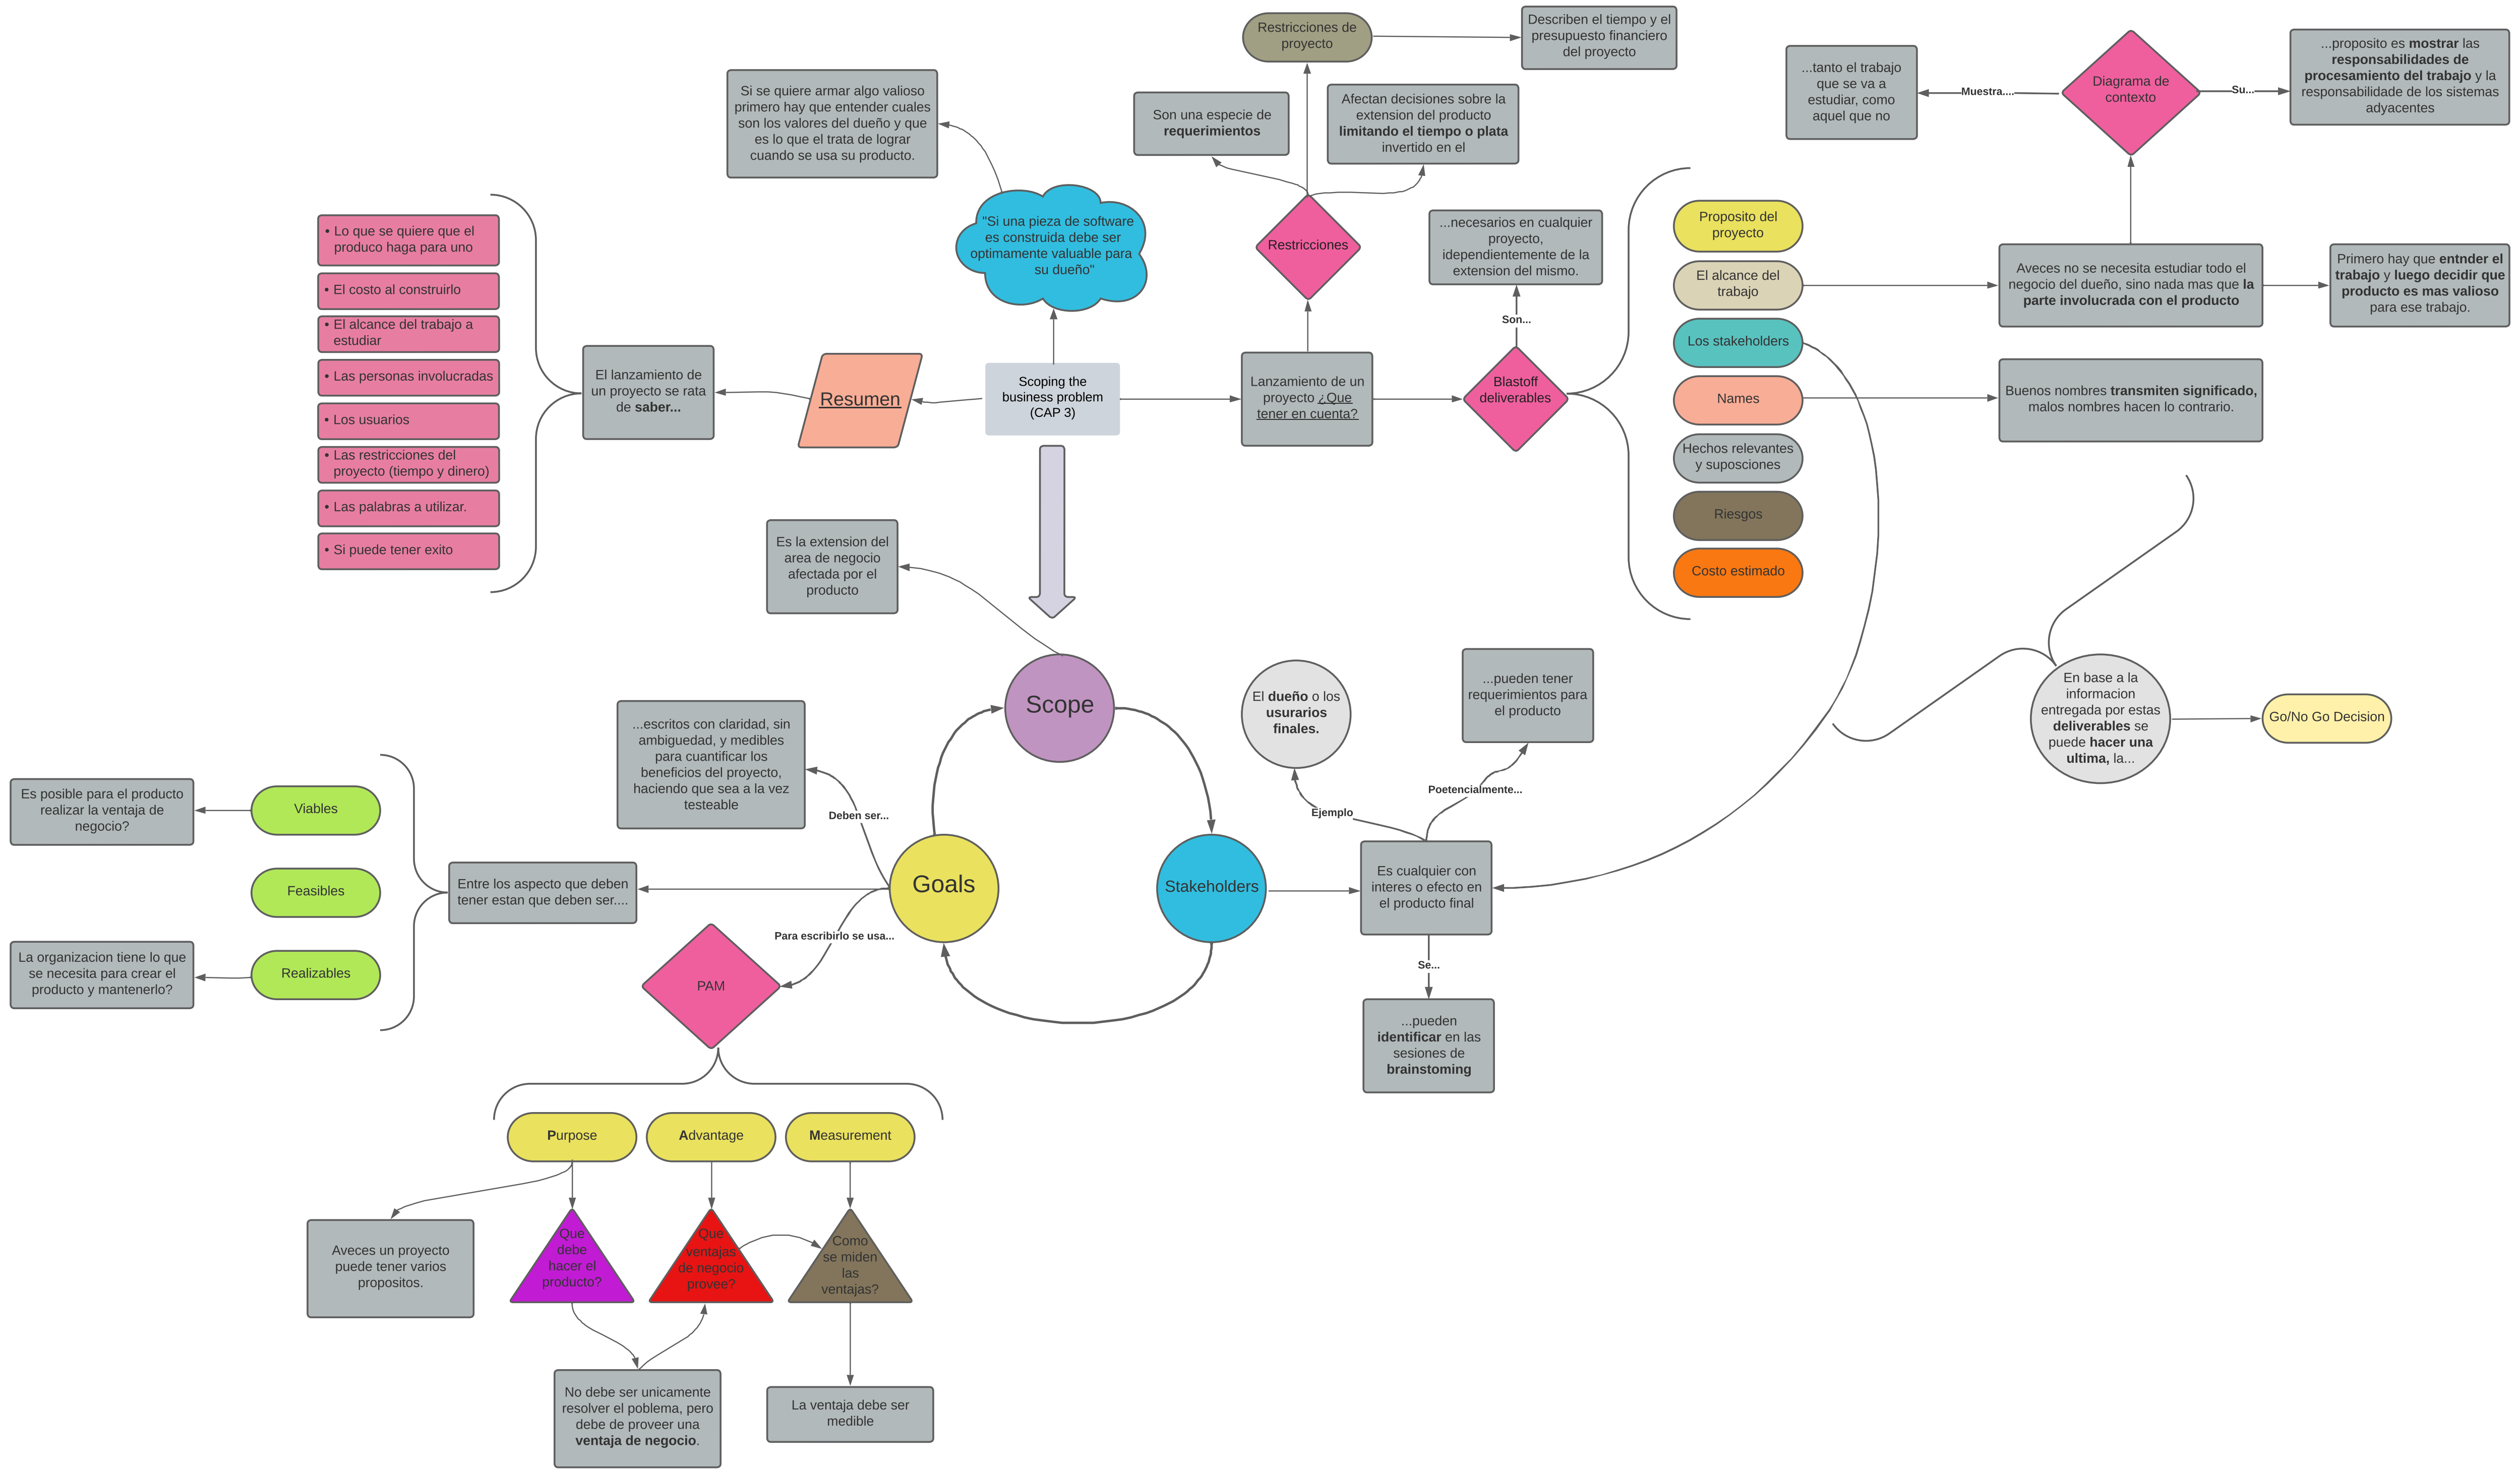 Restricciones de
proyecto
Describen el tiempo y el
presupuesto financiero
del proyecto
Si se quiere armar algo valioso
primero hay que entender cuales
son los valores del dueño y que
es lo que el trata de lograr
cuando se usa su producto.
Son una especie de
requerimientos
Afectan decisiones sobre la
extension del producto
limitando el tiempo o plata
invertido en el
...tanto el trabajo
que se va a
estudiar, como
aquel que no
Muestra....
Diagrama de
contexto
Su...
...proposito es mostrar las
responsabilidades de
procesamiento del trabajo y la
responsabilidade de los sistemas
adyacentes
"Si una pieza de software
es construida debe ser
optimamente valuable para
su dueño"
Restricciones
...necesarios en cualquier
proyecto,
idependientemente de la
extension del mismo.
Son...
Proposito del
proyecto
El alcance del
trabajo
Los stakeholders
Names
Hechos relevantes
y suposciones
Riesgos
Costo estimado
Aveces no se necesita estudiar todo el
negocio del dueño, sino nada mas que la
parte involucrada con el producto
Primero hay que entnder el
trabajo y luego decidir que
producto es mas valioso
para ese trabajo.
Buenos nombres transmiten significado,
malos nombres hacen lo contrario.
• Lo que se quiere que el
produco haga para uno
• El costo al construirlo
• El alcance del trabajo a
estudiar
• Las personas involucradas
• Los usuarios
• Las restricciones del
proyecto (tiempo y dinero)
• Las palabras a utilizar.
• Si puede tener exito
El lanzamiento de
un proyecto se rata
de saber...
Resumen
Scoping the
business problem
(CAP 3)
Lanzamiento de un
proyecto ¿Que
tener en cuenta?
Blastoff
deliverables
Es la extension del
area de negocio
afectada por el
producto
Scope
El dueño o los
usurarios
finales.
...pueden tener
requerimientos para
el producto
En base a la
informacion
entregada por estas
deliverables se
puede hacer una
ultima, la...
Go/No Go Decision
...escritos con claridad, sin
ambiguedad, y medibles
para cuantificar los
beneficios del proyecto,
haciendo que sea a la vez
testeable
Deben ser...
Ejemplo
Poetencialmente...
Es posible para el producto
realizar la ventaja de
negocio?
Viables
Feasibles
Realizables
La organizacion tiene lo que
se necesita para crear el
producto y mantenerlo?
Entre los aspecto que deben
tener estan que deben ser....
Goals
Stakeholders
Es cualquier con
interes o efecto en
el producto final
Para escribirlo se usa...
Se...
PAM
...pueden
identificar en las
sesiones de
brainstoming
Purpose
Advantage
Measurement
Aveces un proyecto
puede tener varios
propositos.
Que
debe
hacer el
producto?
Que
ventajas
de negocio
provee?
Como
se miden
las
ventajas?
No debe ser unicamente
resolver el poblema, pero
debe de proveer una
ventaja de negocio.
La ventaja debe ser
medible